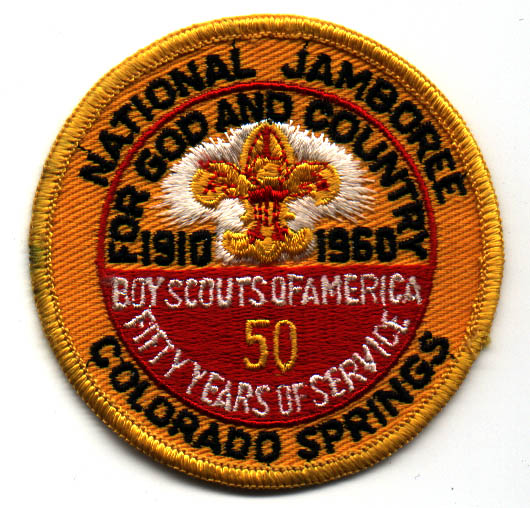 NATIONAL JAMBOREE
FOR GOD AND COUNTRY
1910 1960
BOY SCOUTS OF AMERICA
50
FIFTY YEARS OF SERVICE
COLORADO SPRINGS